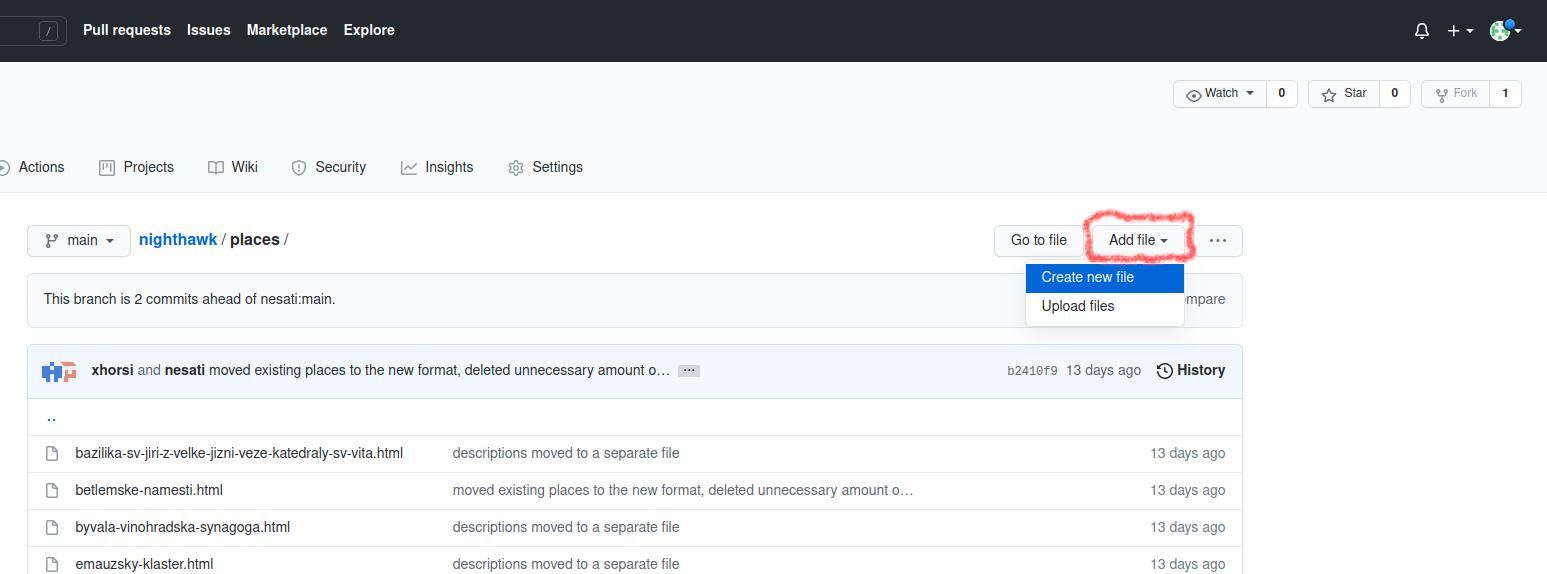 / Pull requests Issues Marketplace Explore
Watch 0 Star 0 Fork 1
Actions Projects Wiki Security Insights Settings
main nighthawk / places / Go to file Add file ...
Create new file
This branch is 2 commits ahead of nesati:main. mpare
Upload files
xhorsi and nesati moved existing places to the new format, deleted unnecessary amount o… ... b2410f9 13 days ago History
..
bazilika-sv-jiri-z-velke-jizni-veze-katedraly-sv-vita.html descriptions moved to a separate file 13 days ago
betlemske-namesti.html moved existing places to the new format, deleted unnecessary amount o… 13 days ago
byvala-vinohradska-synagoga.html descriptions moved to a separate file 13 days ago
emauzsky-klaster.html descriptions moved to a separate file 13 days ago